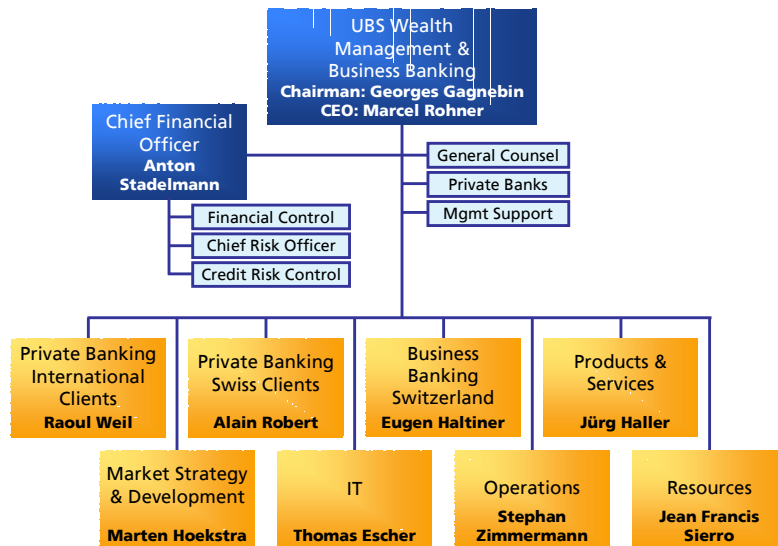 UBS Wealth
Management &
Business Banking
Chairman: Georges Gagnebin
CEO: Marcel Rohner
Chief Financial
Officer
Anton
Stadelmann
General Counsel
Private Banks
Mgmt Support
Financial Control
Chief Risk Officer
Credit Risk Control
Private Banking
International
Clients
Raoul Weil
Private Banking
Swiss Clients
Alain Robert
Business
Banking
Switzerland
Eugen Haltiner
Products &
Services
Jürg Haller
Market Strategy
& Development
Marten Hoekstra
IT
Thomas Escher
Operations
Stephan
Zimmermann
Resources
Jean Francis
Sierro